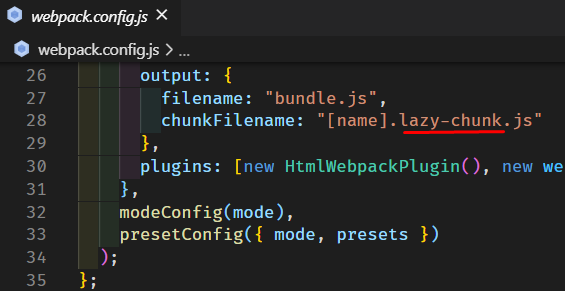 webpack.config.js
webpack.config.js > ...
26 output: {
27 filename: "bundle.js",
28 chunkFilename: "[name].lazy-chunk.js"
29 },
30 plugins: [new HtmlWebpackPlugin(), new we
31 },
32 modeConfig(mode),
33 presetConfig({ mode, presets })
34 );
35 };